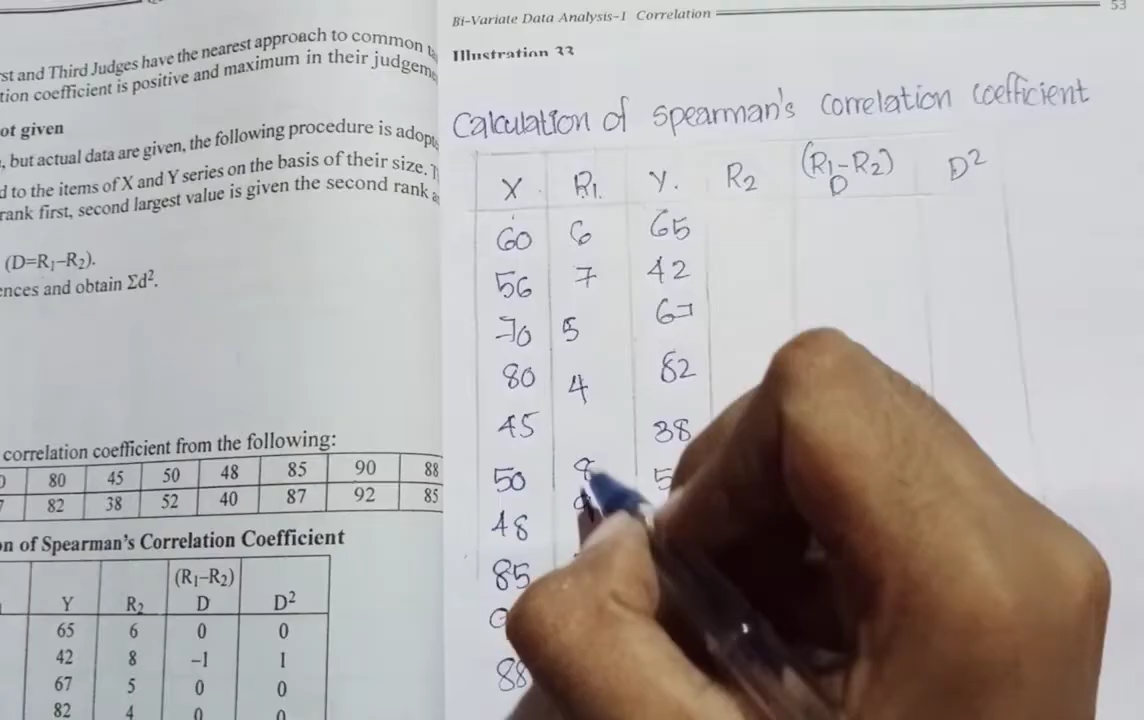 rst and Third Judges have the nearest approach to common
tion coefficient is positive and maximum in their judgeme
ot given
, but actual data are given, the following procedure is adopte
d to the items of X and Y series on the basis of their size.
rank first, second largest value is given the second rank
(D=R₁–R₂).
ences and obtain Σd².
correlation coefficient from the following:
80 45 50 48 85 90 88
7 82 38 52 40 87 92 85
n of Spearman's Correlation Coefficient
(R₁–R₂)
Y R₂ D D²
65 6 0 0
42 8 –1 1
67 5 0 0
82 4 0 0
Bi-Variate Data Analysis-1 Correlation 53
Illustration 33
Calculation of Spearman's correlation coefficient
X R₁ Y. R₂ (R₁-R₂) D D²
60 6 65
56 7 42
70 5 67
80 4 82
45 38
50 8 5
48 9
85
88